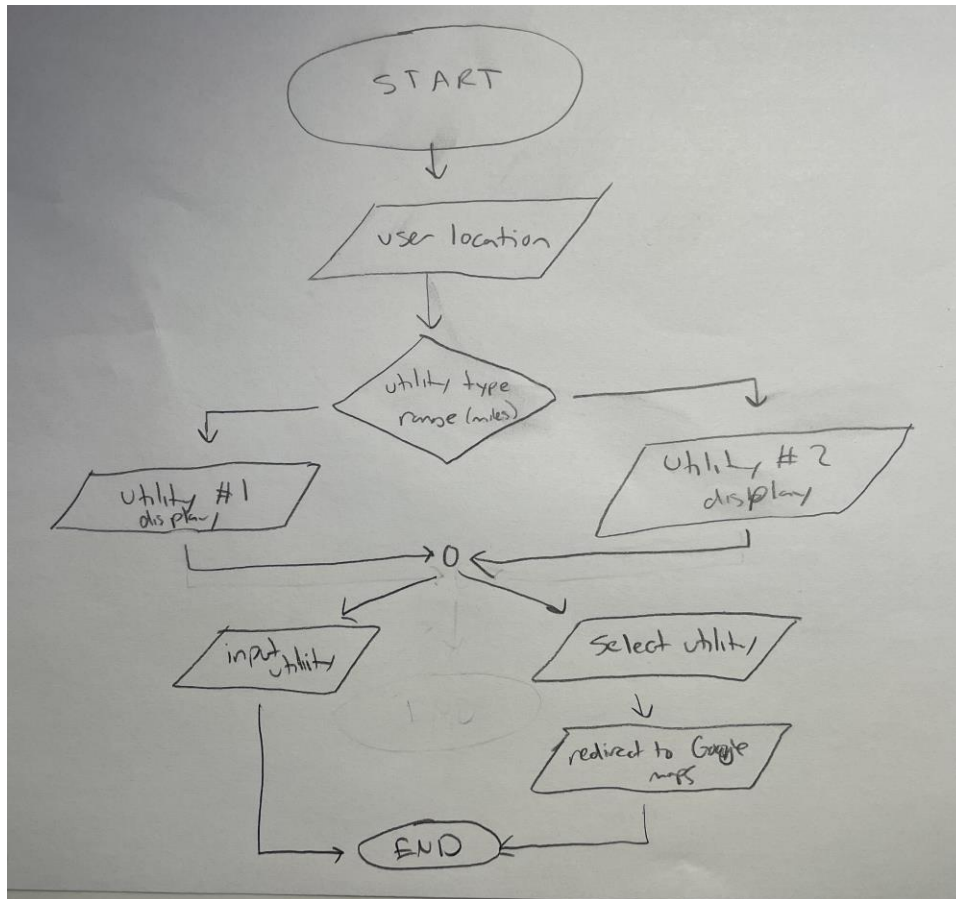 START
user location
utility type
range (miles)
utility #1
display
utility #2
display
O
input
utility
select utility
redirect to Google
maps
END
END